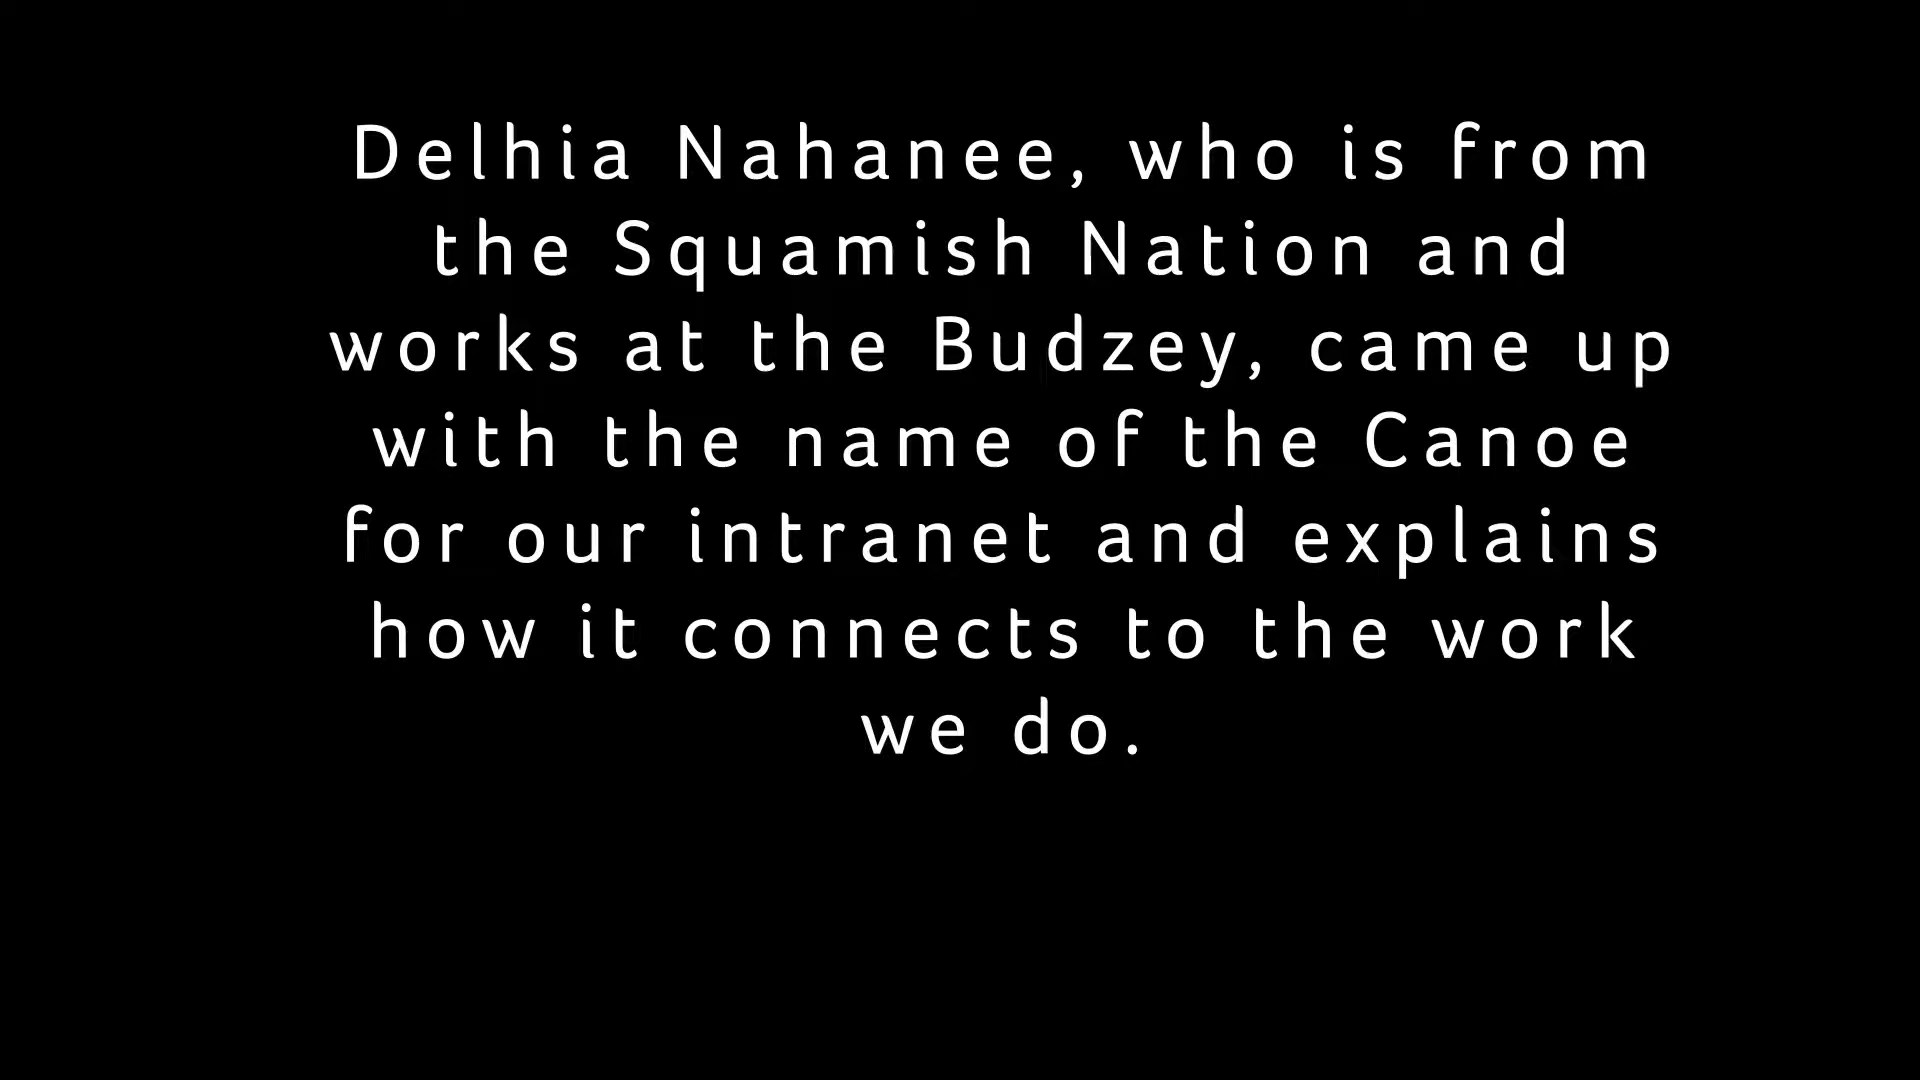 Delhia Nahanee, who is from
the Squamish Nation and
works at the Budzey, came up
with the name of the Canoe
for our intranet and explains
how it connects to the work
we do.